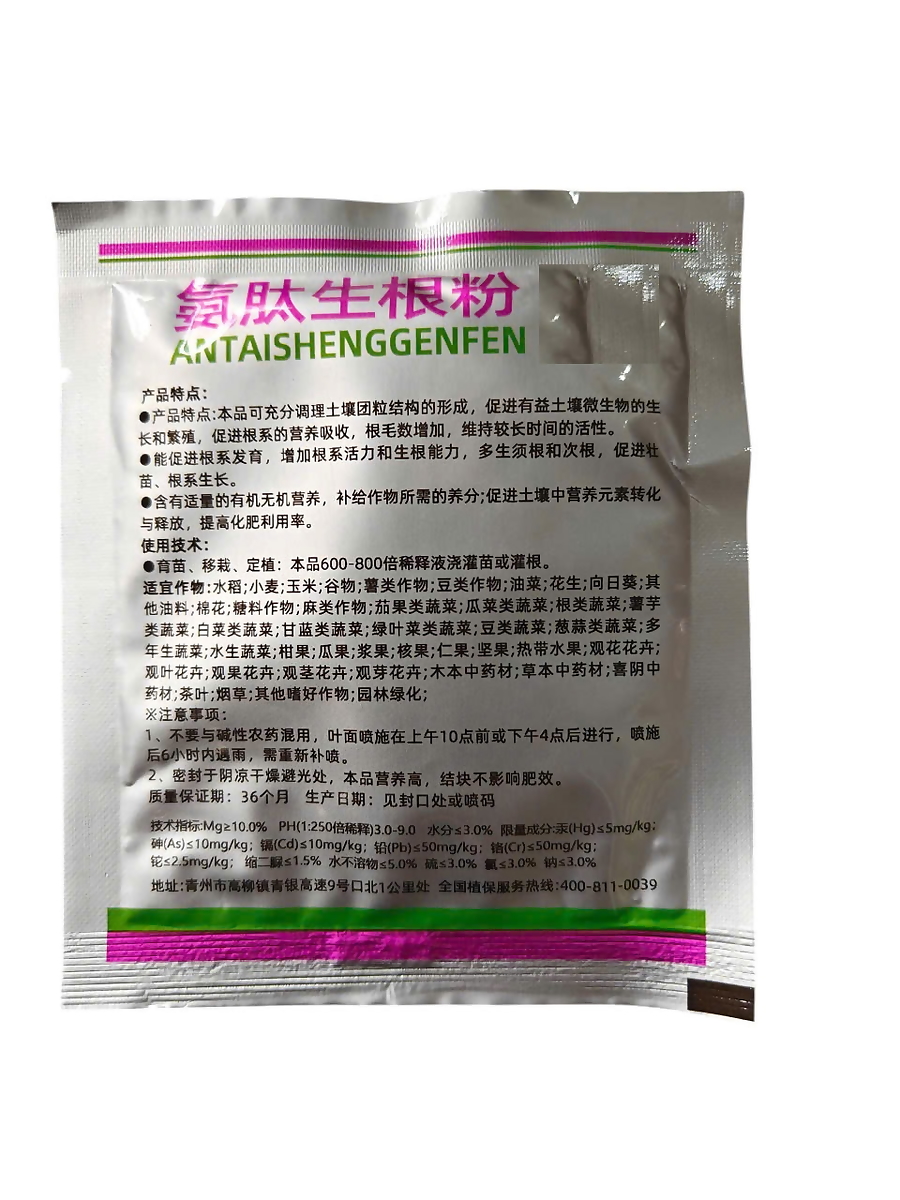 氨肽生根粉
ANTAISHENGGENFEN
产品特点:
●产品特点:本品可充分调理土壤团粒结构的形成，促进有益土壤微生物的生
长和繁殖，促进根系的营养吸收，根毛数增加，维持较长时间的活性。
●能促进根系发育，增加根系活力和生根能力，多生须根和次根，促进壮
苗、根系生长。
●含有适量的有机无机营养，补给作物所需的养分;促进土壤中营养元素转化
与释放，提高化肥利用率。
使用技术:
●育苗、移栽、定植：本品600-800倍稀释液浇灌苗或灌根。
适宜作物:水稻;小麦;玉米;谷物;薯类作物;豆类作物;油菜;花生;向日葵;其
他油料;棉花;糖料作物;麻类作物;茄果类蔬菜;瓜菜类蔬菜;根类蔬菜;薯芋
类蔬菜;白菜类蔬菜;甘蓝类蔬菜;绿叶菜类蔬菜;豆类蔬菜;葱蒜类蔬菜;多
年生蔬菜;水生蔬菜;柑果;瓜果;浆果;核果;仁果;坚果;热带水果;观花花卉;
观叶花卉;观果花卉;观茎花卉;观芽花卉;木本中药材;草本中药材;喜阴中
药材;茶叶;烟草;其他嗜好作物;园林绿化;
※注意事项:
1、不要与碱性农药混用，叶面喷施在上午10点前或下午4点后进行，喷施
后6小时内遇雨，需重新补喷。
2、密封于阴凉干燥避光处，本品营养高，结块不影响肥效。
质量保证期：36个月 生产日期：见封口处或喷码
技术指标:Mg≥10.0% PH(1:250倍稀释)3.0-9.0 水分≤3.0% 限量成分:汞(Hg)≤5mg/kg;
砷(As)≤10mg/kg; 镉(Cd)≤10mg/kg; 铅(Pb)≤50mg/kg; 铬(Cr)≤50mg/kg;
铊≤2.5mg/kg; 缩二脲≤1.5% 水不溶物≤5.0% 硫≤3.0% 氯≤3.0% 钠≤3.0%
地址:青州市高柳镇青银高速9号口北1公里处 全国植保服务热线:400-811-0039